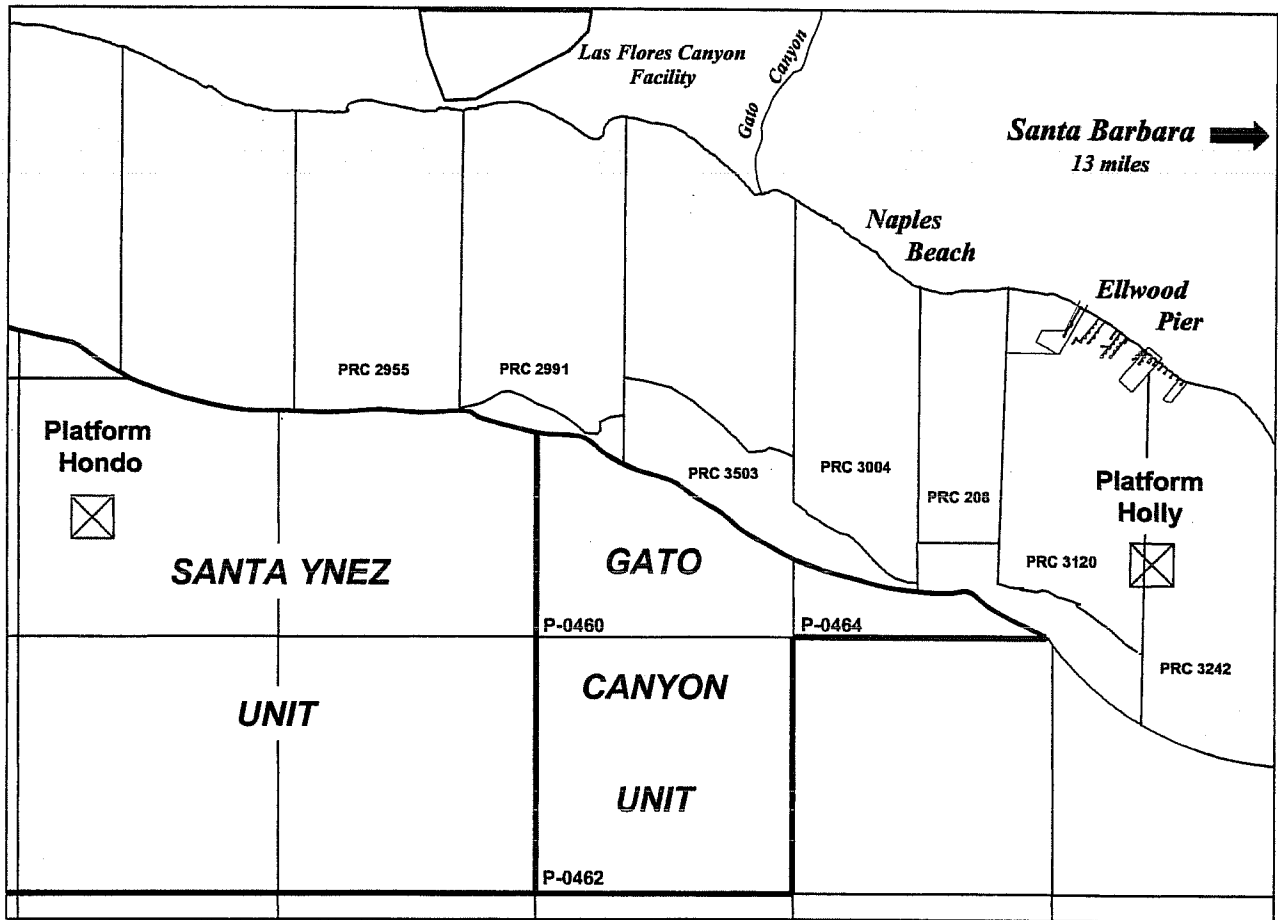 Las Flores Canyon
Facility
Gato Canyon
Santa Barbara
13 miles
Naples
Beach
Ellwood
Pier
PRC 2955
PRC 2991
Platform
Hondo
PRC 3503
PRC 3004
PRC 208
Platform
Holly
SANTA YNEZ
GATO
PRC 3120
P-0460
P-0464
PRC 3242
CANYON
UNIT
UNIT
P-0462